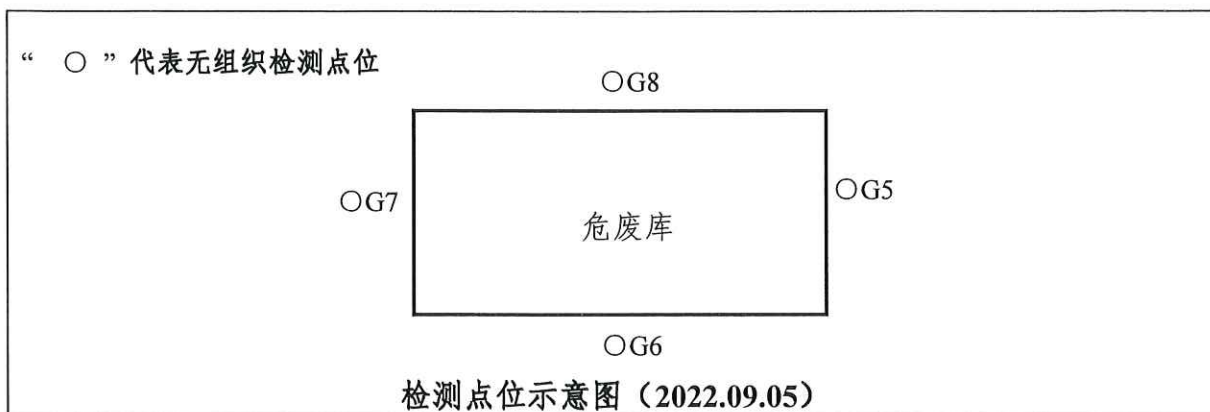 “ ○ ”代表无组织检测点位
○G8
○G7
○G5
危废库
○G6
检测点位示意图（2022.09.05）